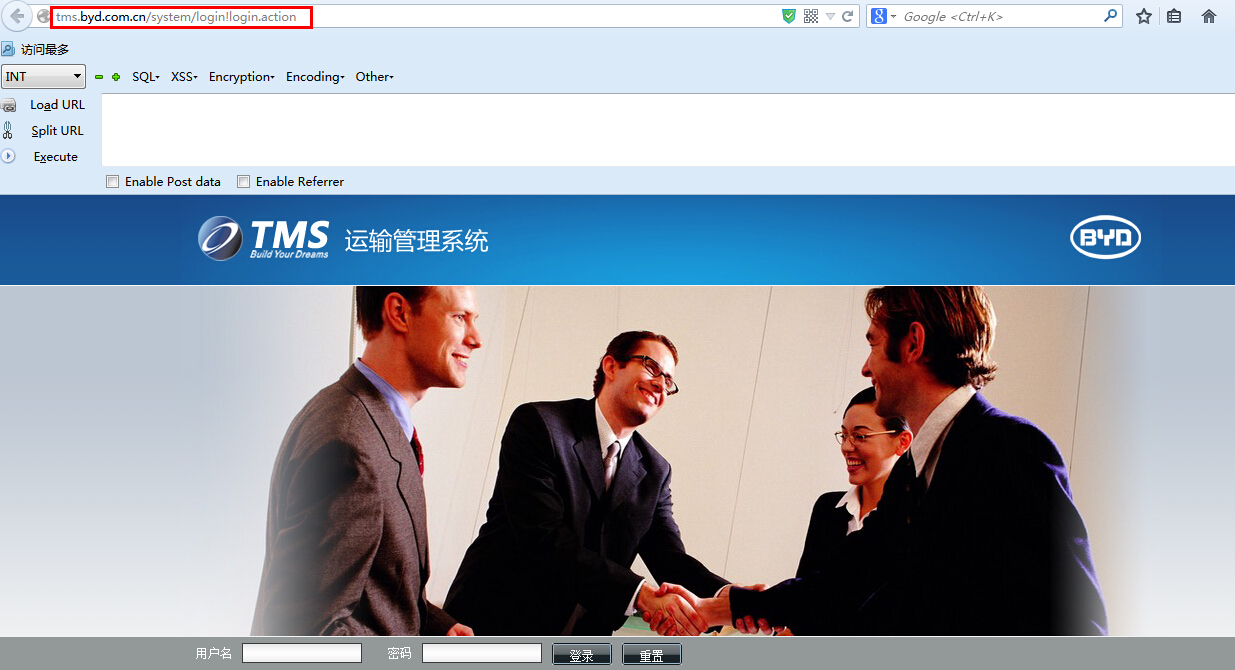 tms.byd.com.cn/system/login!login.action
Google <Ctrl+K>
访问最多
INT SQL XSS Encryption Encoding Other
Load URL
Split URL
Execute
Enable Post data Enable Referrer
TMS 运输管理系统 BYD
Build Your Dreams
用户名 密码 登录 重置